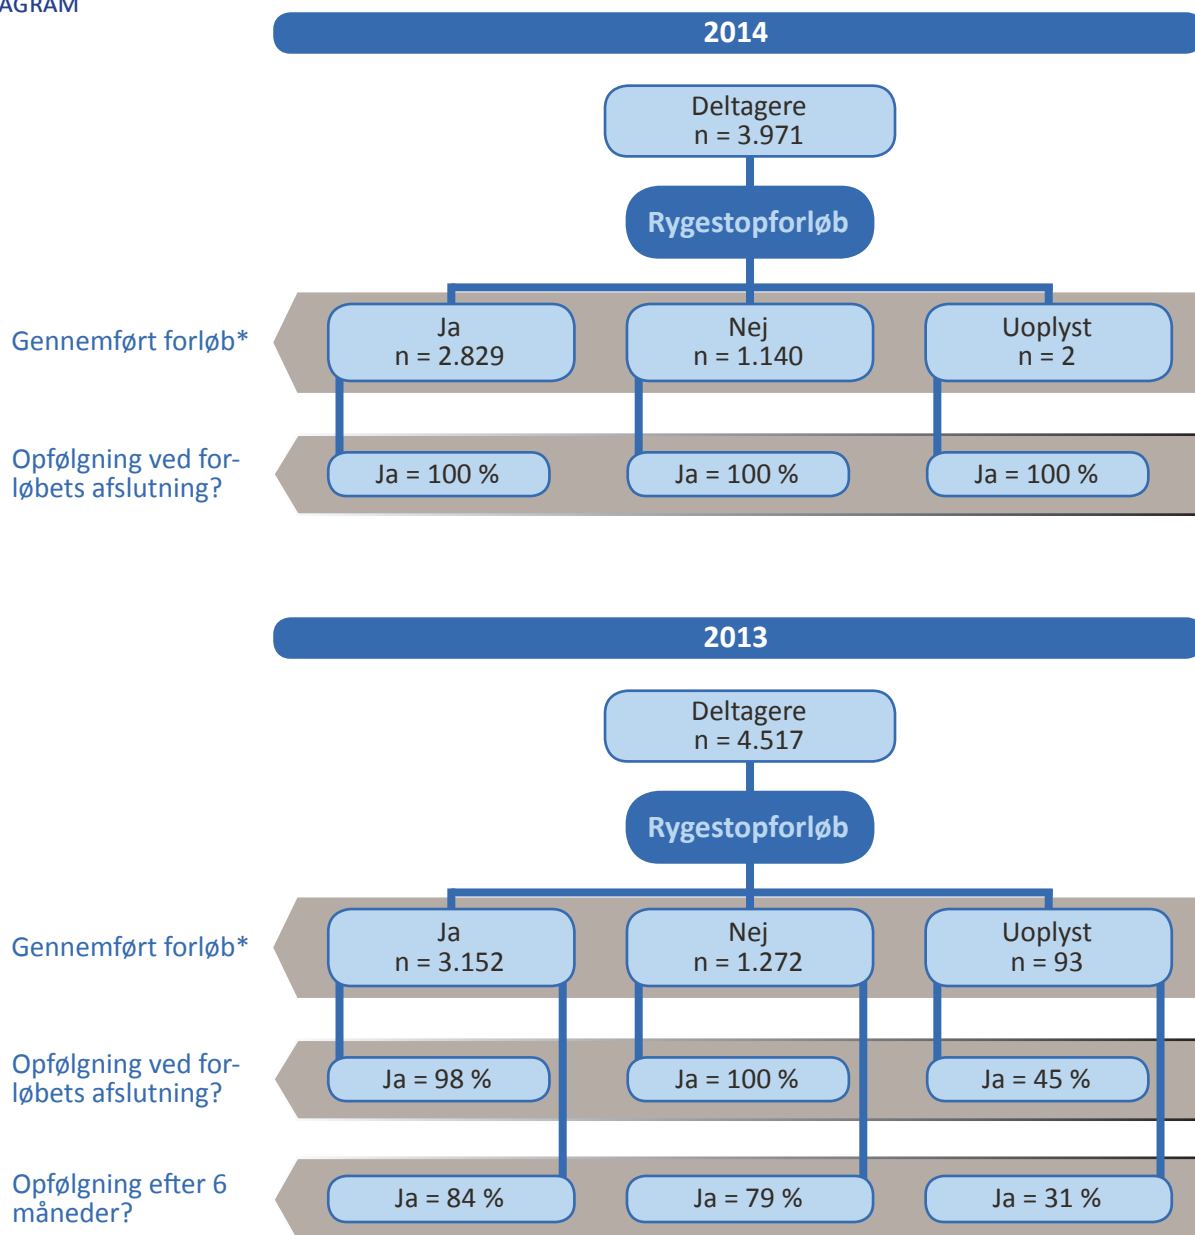 AGRAM
2014
Deltagere
n = 3.971
Rygestopforløb
Gennemført forløb*
Ja
n = 2.829
Nej
n = 1.140
Uoplyst
n = 2
Opfølgning ved for-
løbets afslutning?
Ja = 100 %
Ja = 100 %
Ja = 100 %
2013
Deltagere
n = 4.517
Rygestopforløb
Gennemført forløb*
Ja
n = 3.152
Nej
n = 1.272
Uoplyst
n = 93
Opfølgning ved for-
løbets afslutning?
Ja = 98 %
Ja = 100 %
Ja = 45 %
Opfølgning efter 6
måneder?
Ja = 84 %
Ja = 79 %
Ja = 31 %